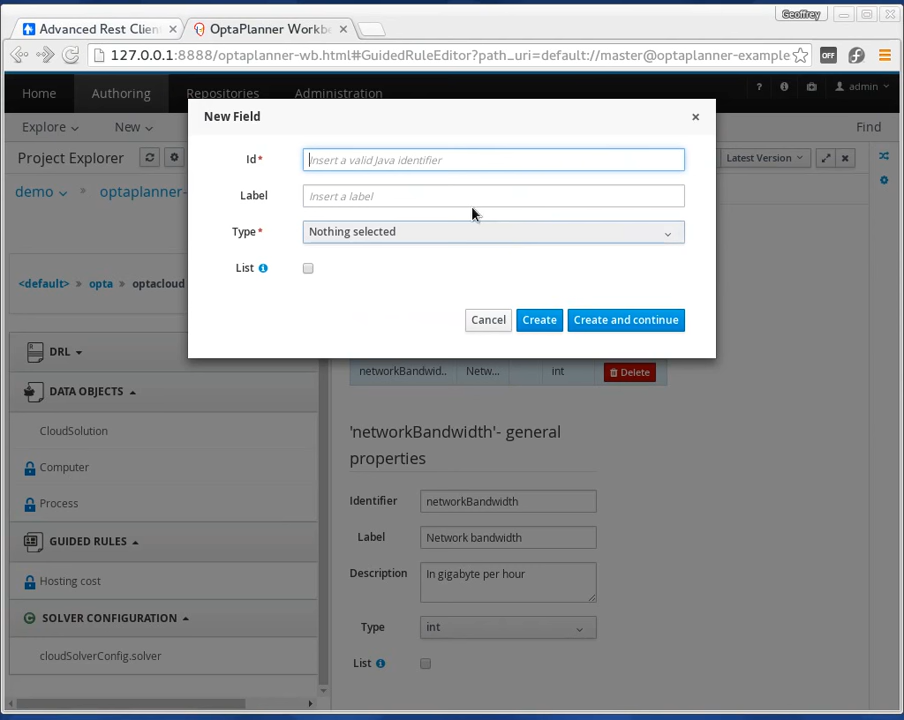 Geoffrey
Advanced Rest Clien
OptaPlanner Workbe
127.0.0.1:8888/optaplanner-wb.html#GuidedRuleEditor?path_uri=default://master@optaplanner-example
OFF
Home
Authoring
Repositories
Administration
?
admin
Explore
New
Find
Project Explorer
Latest Version
demo
optaplanner-
<default> » opta » optacloud
New Field
×
Id*
Insert a valid Java identifier
Label
Insert a label
Type*
Nothing selected
List
Cancel
Create
Create and continue
DRL
DATA OBJECTS
CloudSolution
Computer
Process
GUIDED RULES
Hosting cost
SOLVER CONFIGURATION
cloudSolverConfig.solver
networkBandwid..
Netw...
int
Delete
'networkBandwidth'- general
properties
Identifier
networkBandwidth
Label
Network bandwidth
Description
In gigabyte per hour
Type
int
List